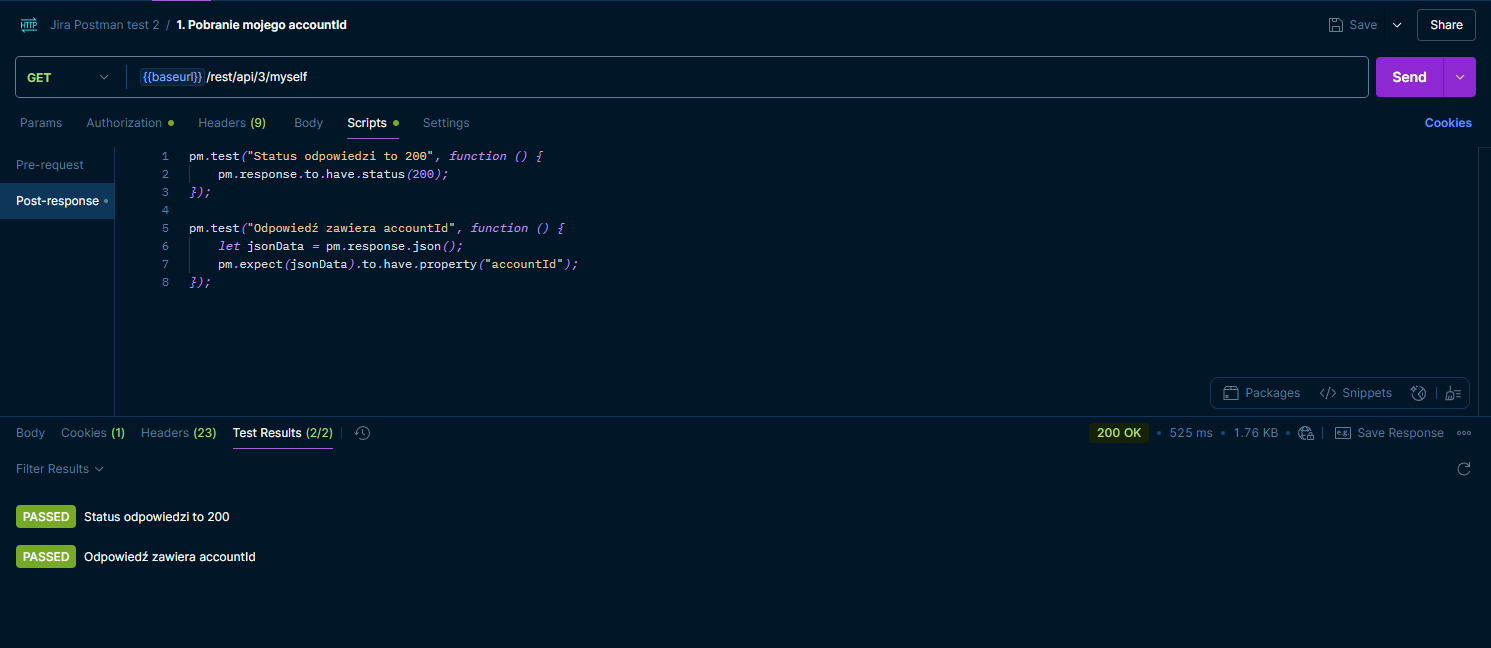 HTTP Jira Postman test 2 / 1. Pobranie mojego accountId Save Share
GET {{baseurl}}/rest/api/3/myself Send
Params Authorization Headers (9) Body Scripts Settings Cookies
Pre-request
Post-response
1 pm.test("Status odpowiedzi to 200", function () {
2 pm.response.to.have.status(200);
3 });
4
5 pm.test("Odpowiedź zawiera accountId", function () {
6 let jsonData = pm.response.json();
7 pm.expect(jsonData).to.have.property("accountId");
8 });
Packages </> Snippets
Body Cookies (1) Headers (23) Test Results (2/2) 200 OK • 525 ms • 1.76 KB • e.g. Save Response
Filter Results
PASSED Status odpowiedzi to 200
PASSED Odpowiedź zawiera accountId